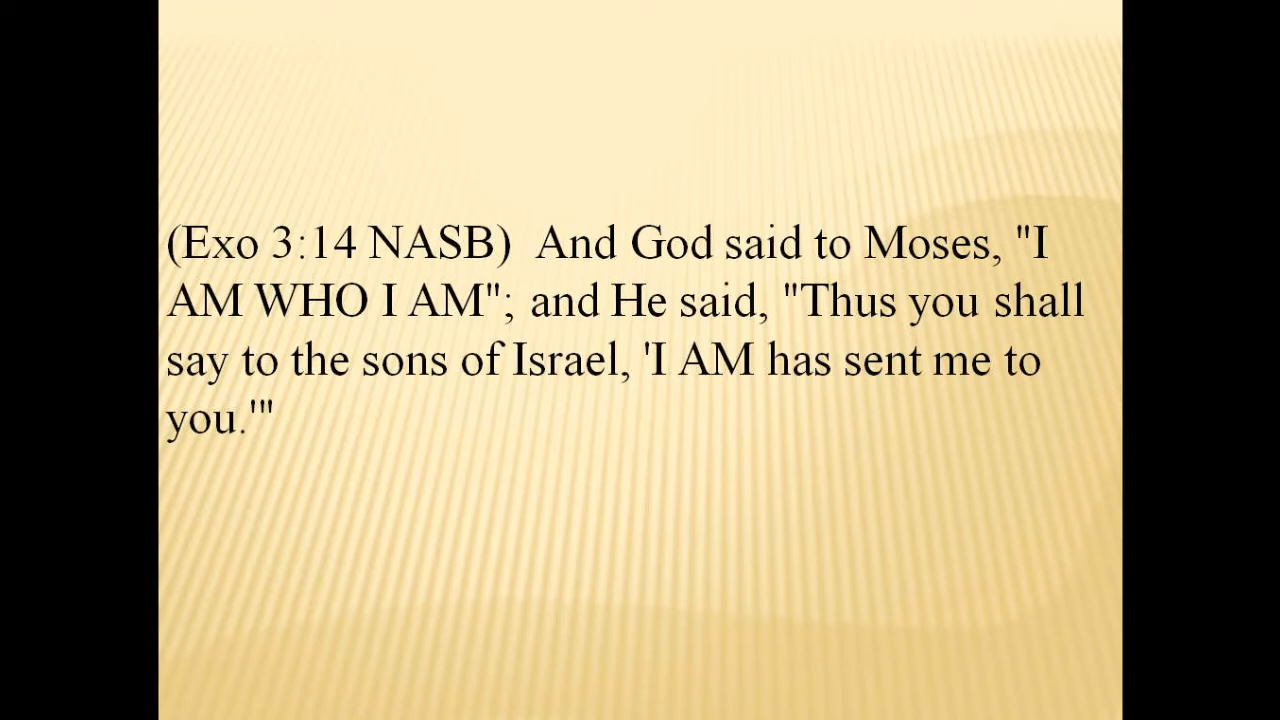 (Exo 3:14 NASB)  And God said to Moses, "I
AM WHO I AM"; and He said, "Thus you shall
say to the sons of Israel, 'I AM has sent me to
you.'"